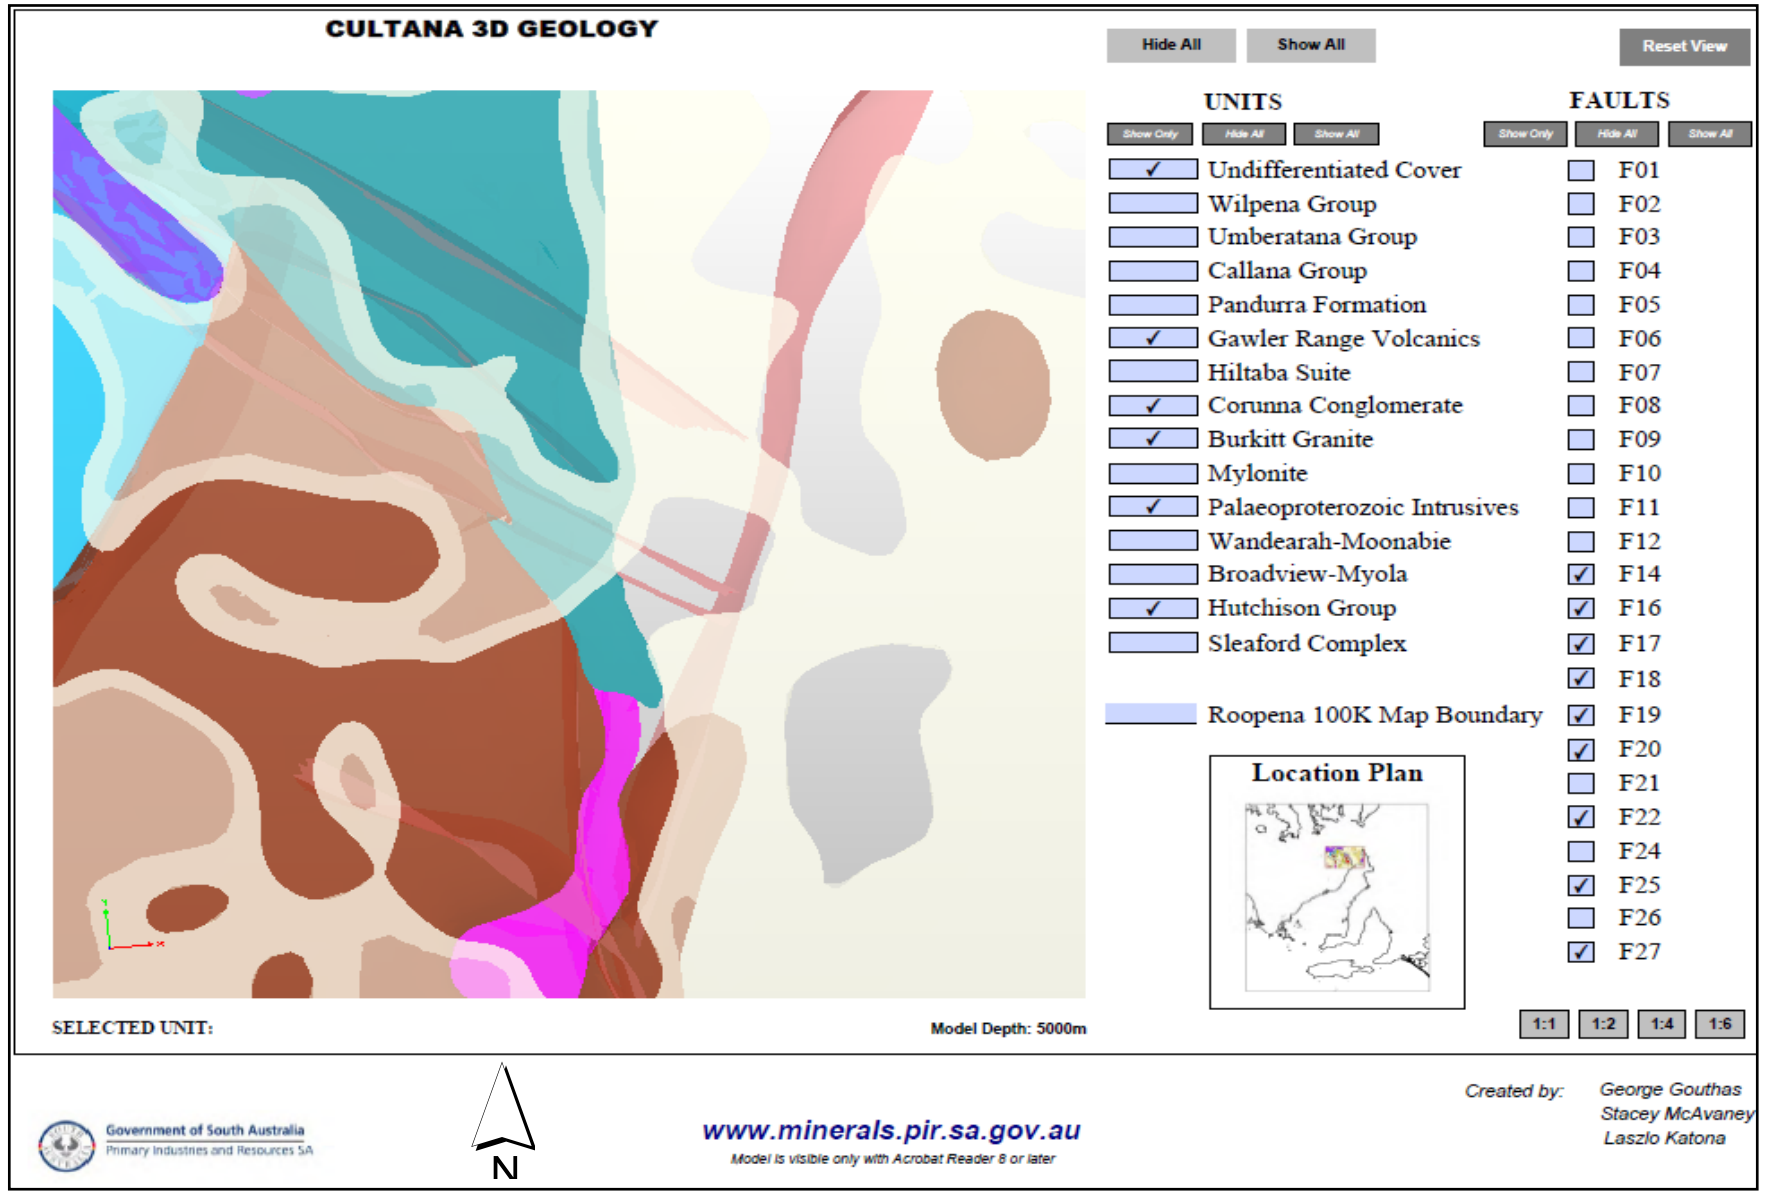 CULTANA 3D GEOLOGY
Hide All
Show All
Reset View
UNITS
Show Only
Hide All
Show All
Undifferentiated Cover
Wilpena Group
Umberatana Group
Callana Group
Pandurra Formation
Gawler Range Volcanics
Hiltaba Suite
Corunna Conglomerate
Burkitt Granite
Mylonite
Palaeoproterozoic Intrusives
Wandearah-Moonabie
Broadview-Myola
Hutchison Group
Sleaford Complex
Roopena 100K Map Boundary
FAULTS
Show Only
Hide All
Show All
F01
F02
F03
F04
F05
F06
F07
F08
F09
F10
F11
F12
F14
F16
F17
F18
F19
F20
F21
F22
F24
F25
F26
F27
Location Plan
Y
X
SELECTED UNIT:
Model Depth: 5000m
1:1
1:2
1:4
1:6
Government of South Australia
Primary Industries and Resources SA
N
www.minerals.pir.sa.gov.au
Model is visible only with Acrobat Reader 8 or later
Created by: George Gouthas
Stacey McAvaney
Laszlo Katona